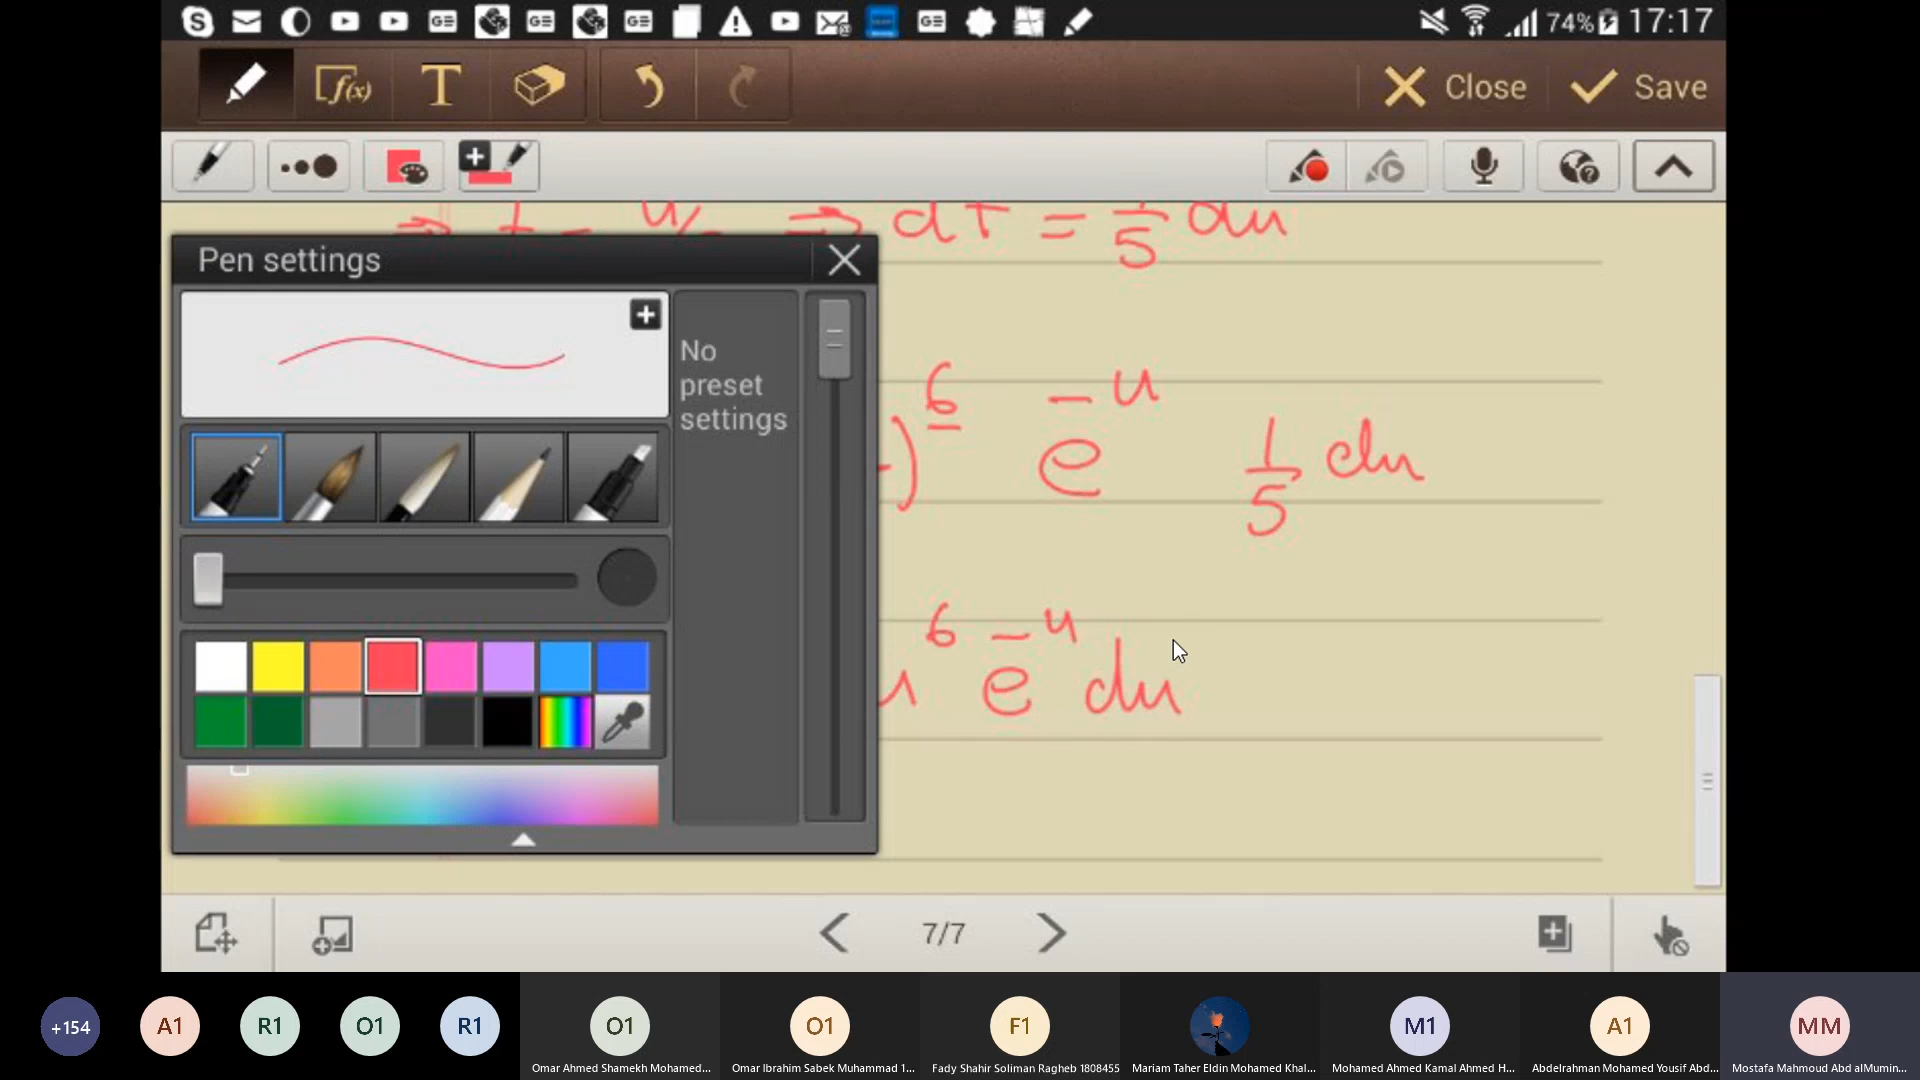 74% 17:17
T Close Save
f(x)
⇒ t = u/ ⇒ dT = 1/5 du
Pen settings
No
preset
settings
)^6 e^-u 1/5 du
u^6 e^-u du
7/7
+154 A1 R1 O1 R1 O1 O1 F1 M1 A1 MM
Omar Ahmed Shamekh Mohamed... Omar Ibrahim Sabek Muhammad 1... Fady Shahir Soliman Ragheb 1808455 Mariam Taher Eldin Mohamed Khal... Mohamed Ahmed Kamal Ahmed H... Abdelrahman Mohamed Yousif Abd... Mostafa Mahmoud Abd alMumin...